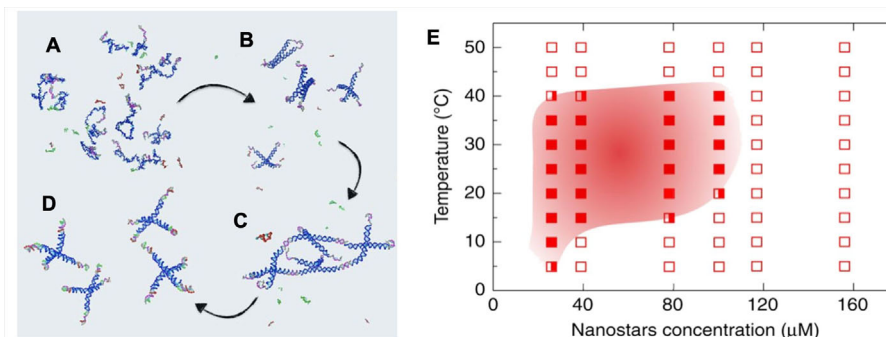 A
B
C
D
E
Temperature (°C)
50
40
30
20
10
0
0
40
80
120
160
Nanostars concentration (μM)